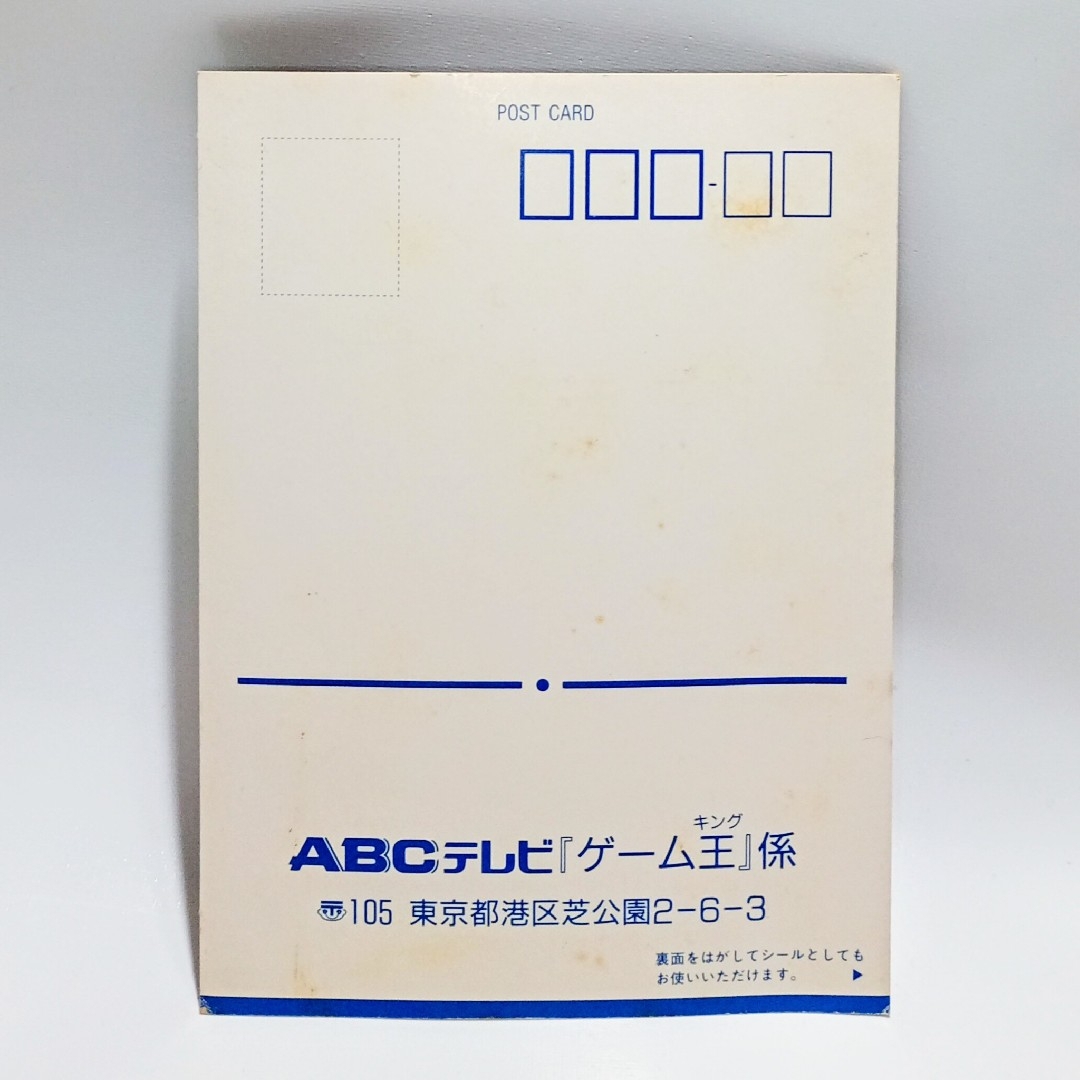 POST CARD
-
キング
ABCテレビ『ゲーム王』係
〠105 東京都港区芝公園2-6-3
裏面をはがしてシールとしても
お使いいただけます。 ▶